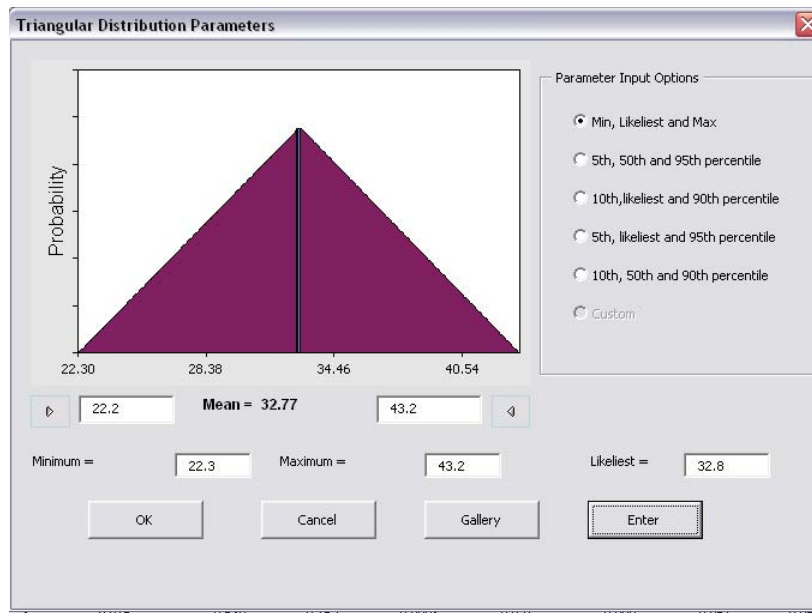 Triangular Distribution Parameters
Probability
22.30 28.38 34.46 40.54
22.2 Mean = 32.77 43.2
Minimum = 22.3 Maximum = 43.2 Likeliest = 32.8
OK Cancel Gallery Enter
Parameter Input Options
Min, Likeliest and Max
5th, 50th and 95th percentile
10th,likeliest and 90th percentile
5th, likeliest and 95th percentile
10th, 50th and 90th percentile
Custom